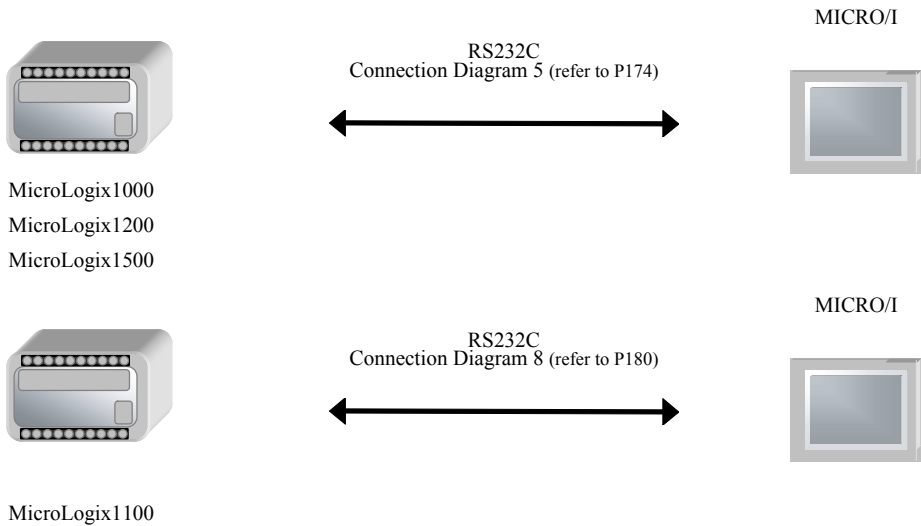 MICRO/I
RS232C
Connection Diagram 5 (refer to P174)
MicroLogix1000
MicroLogix1200
MicroLogix1500
MICRO/I
RS232C
Connection Diagram 8 (refer to P180)
MicroLogix1100